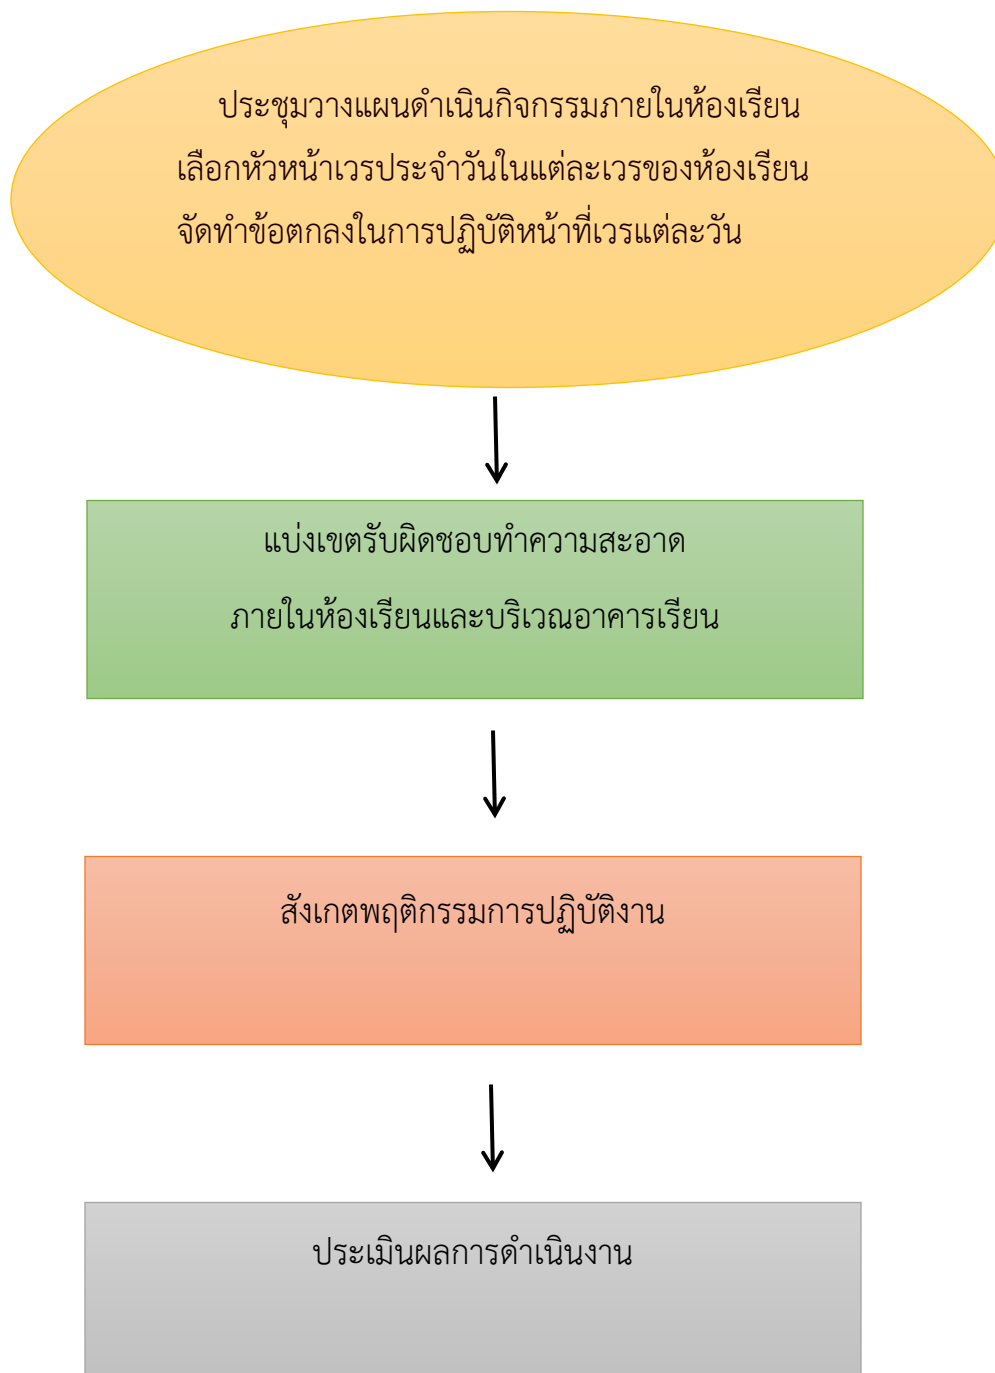 ประชุมวางแผนดำเนินกิจกรรมภายในห้องเรียน
เลือกหัวหน้าเวรประจำวันในแต่ละเวรของห้องเรียน
จัดทำข้อตกลงในการปฏิบัติหน้าที่เวรแต่ละวัน
แบ่งเขตรับผิดชอบทำความสะอาด
ภายในห้องเรียนและบริเวณอาคารเรียน
สังเกตพฤติกรรมการปฏิบัติงาน
ประเมินผลการดำเนินงาน